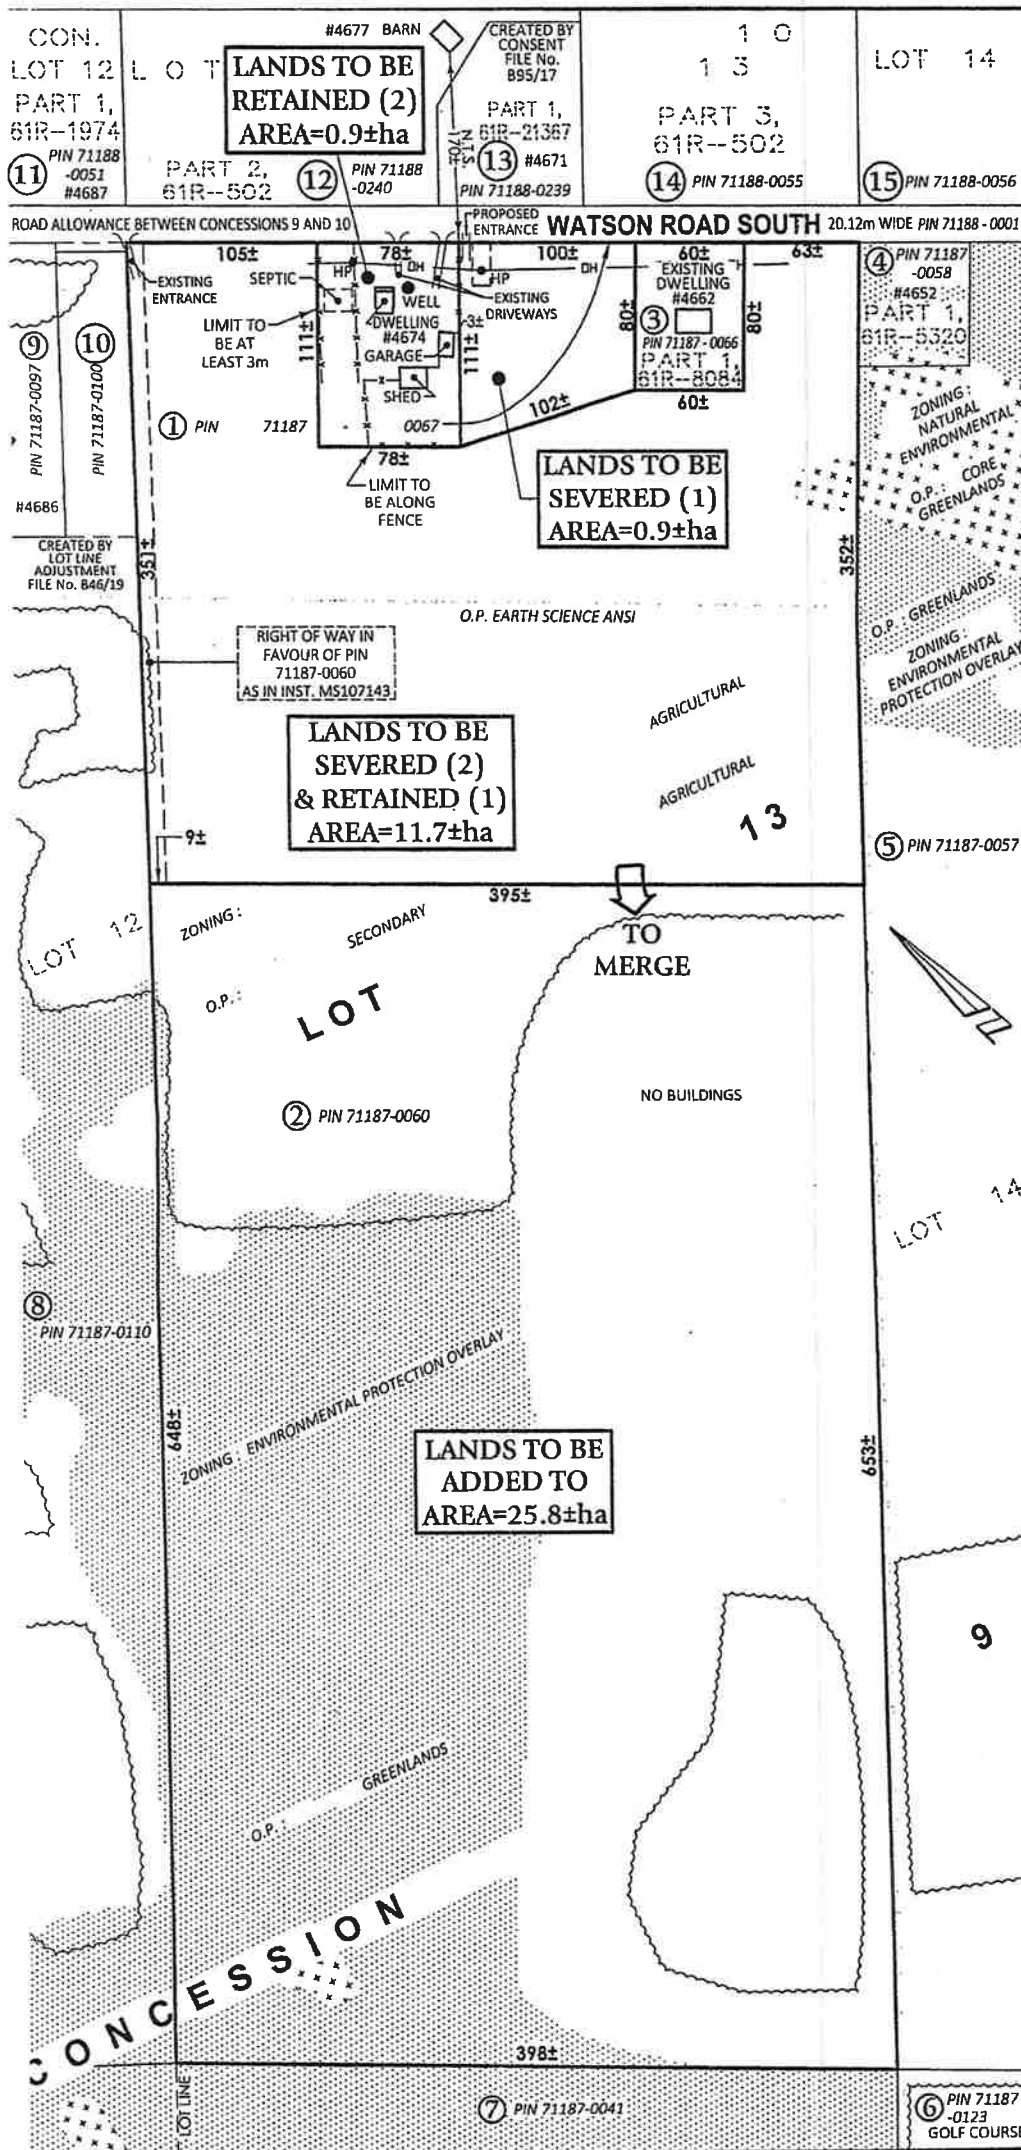 CON.
LOT 12
PART 1,
61R-1974
11
PIN 71188
-0051
#4687
LOT
PART 2,
61R-502
12
PIN 71188
-0240
LANDS TO BE
RETAINED (2)
AREA=0.9±ha
#4677 BARN
CREATED BY
CONSENT
FILE No.
B95/17
PART 1,
61R-21367
13
#4671
PIN 71188-0239
170±
N.T.S.
10
13
PART 3,
61R-502
14
PIN 71188-0055
LOT 14
15
PIN 71188-0056
ROAD ALLOWANCE BETWEEN CONCESSIONS 9 AND 10
PROPOSED
ENTRANCE
WATSON ROAD SOUTH
20.12m WIDE PIN 71188 - 0001
105±
78±
100±
60±
63±
EXISTING
ENTRANCE
SEPTIC
HP
OH
OH
HP
WELL
EXISTING
DRIVEWAYS
LIMIT TO
BE AT
LEAST 3m
111±
DWELLING
#4674
GARAGE
3±
111±
SHED
EXISTING
DWELLING
#4662
80±
80±
3
PIN 71187 - 0066
PART 1,
61R-8084
60±
102±
4
PIN 71187
-0058
#4652
PART 1,
61R-5320
9
PIN 71187-0097
10
PIN 71187-0100
#4686
1
PIN 71187 0067
78±
LIMIT TO
BE ALONG
FENCE
LANDS TO BE
SEVERED (1)
AREA=0.9±ha
ZONING :
NATURAL
ENVIRONMENTAL
O.P. : CORE
GREENLANDS
CREATED BY
LOT LINE
ADJUSTMENT
FILE No. B46/19
351±
352±
O.P. EARTH SCIENCE ANSI
O.P. : GREENLANDS
ZONING :
ENVIRONMENTAL
PROTECTION OVERLAY
RIGHT OF WAY IN
FAVOUR OF PIN
71187-0060
AS IN INST. MS107143
AGRICULTURAL
LANDS TO BE
SEVERED (2)
& RETAINED (1)
AREA=11.7±ha
AGRICULTURAL
13
9±
5
PIN 71187-0057
395±
LOT 12
ZONING :
SECONDARY
TO
MERGE
O.P. :
LOT
NO BUILDINGS
2
PIN 71187-0060
LOT 14
8
PIN 71187-0110
ZONING : ENVIRONMENTAL PROTECTION OVERLAY
648±
LANDS TO BE
ADDED TO
AREA=25.8±ha
653±
9
O.P. : GREENLANDS
CONCESSION
398±
LOT LINE
7
PIN 71187-0041
6
PIN 71187
-0123
GOLF COURSE